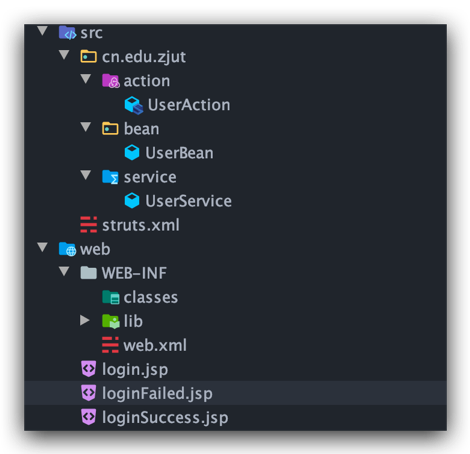 src
cn.edu.zjut
action
UserAction
bean
UserBean
service
UserService
struts.xml
web
WEB-INF
classes
lib
web.xml
login.jsp
loginFailed.jsp
loginSuccess.jsp